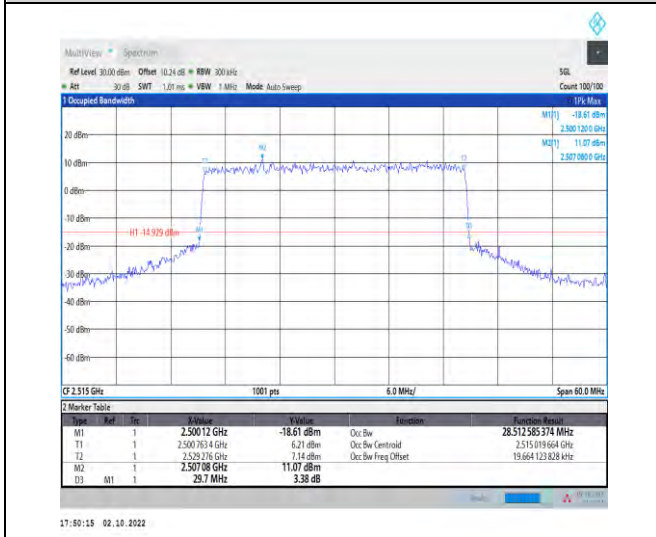 MultiView Spectrum
Ref Level 30.00 dBm Offset 10.24 dB RBW 300 kHz SGL
Att 30 dB SWT 1.01 ms VBW 1 MHz Mode Auto Sweep Count 100/100
1 Occupied Bandwidth 1Pk Max
M1[1] -18.61 dBm
2.500 120 0 GHz
M2[1] 11.07 dBm
2.507 080 0 GHz
20 dBm
M2
T1 T2
10 dBm
0 dBm
-10 dBm
H1 -14.929 dBm M1 D3
-20 dBm
-30 dBm
-40 dBm
-50 dBm
-60 dBm
CF 2.515 GHz 1001 pts 6.0 MHz/ Span 60.0 MHz
2 Marker Table
Type Ref Trc X-Value Y-Value Function Function Result
M1 1 2.50012 GHz -18.61 dBm Occ Bw 28.512 585 374 MHz
T1 1 2.500 763 4 GHz 6.21 dBm Occ Bw Centroid 2.515 019 664 GHz
T2 1 2.529 276 GHz 7.14 dBm Occ Bw Freq Offset 19.664 123 828 kHz
M2 1 2.507 08 GHz 11.07 dBm
D3 M1 1 29.7 MHz 3.38 dB
17:50:15 02.10.2022